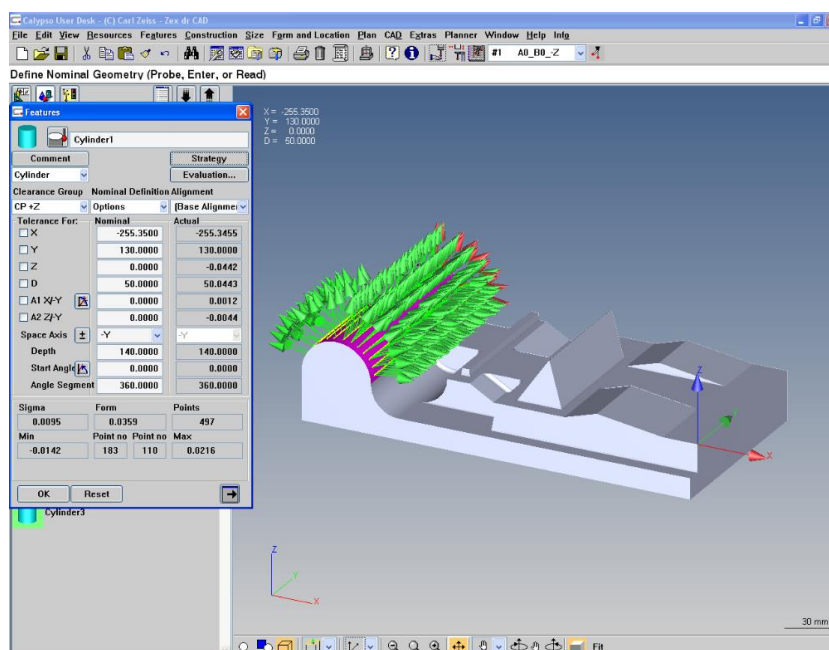 Calypso User Desk - (C) Carl Zeiss - Zex dr CAD
File Edit View Resources Features Construction Size Form and Location Plan CAD Extras Planner Window Help Info
#1 A0_B0_-Z
Define Nominal Geometry (Probe, Enter, or Read)
Features
Cylinder1
Comment Strategy
Cylinder Evaluation...
Clearance Group Nominal Definition Alignment
CP +Z Options (Base Alignme
Tolerance For: Nominal Actual
X -255.3500 -255.3455
Y 130.0000 130.0000
Z 0.0000 -0.0442
D 50.0000 50.0443
A1 X/-Y 0.0000 0.0012
A2 Z/-Y 0.0000 -0.0044
Space Axis ± -Y -Y
Depth 140.0000 140.0000
Start Angle 0.0000 0.0000
Angle Segment 360.0000 360.0000
Sigma Form Points
0.0095 0.0359 497
Min Point no Point no Max
-0.0142 183 110 0.0216
OK Reset
Cylinder3
X = -255.3500
Y = 130.0000
Z = 0.0000
D = 50.0000
Z
X
Z
Y
X
30 mm
Fit